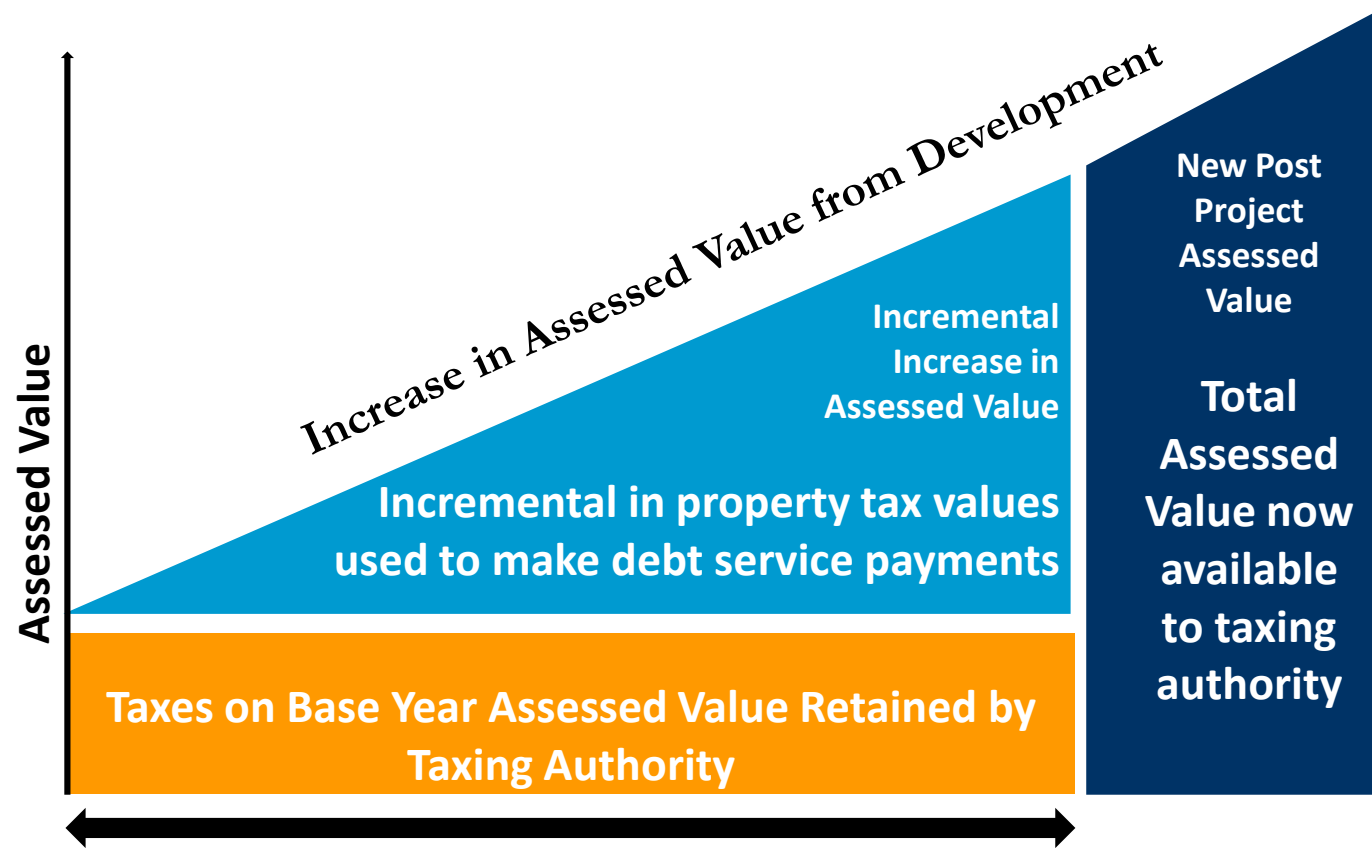 Assessed Value
Increase in Assessed Value from Development
Incremental
Increase in
Assessed Value
Incremental in property tax values
used to make debt service payments
Taxes on Base Year Assessed Value Retained by
Taxing Authority
New Post
Project
Assessed
Value
Total
Assessed
Value now
available
to taxing
authority